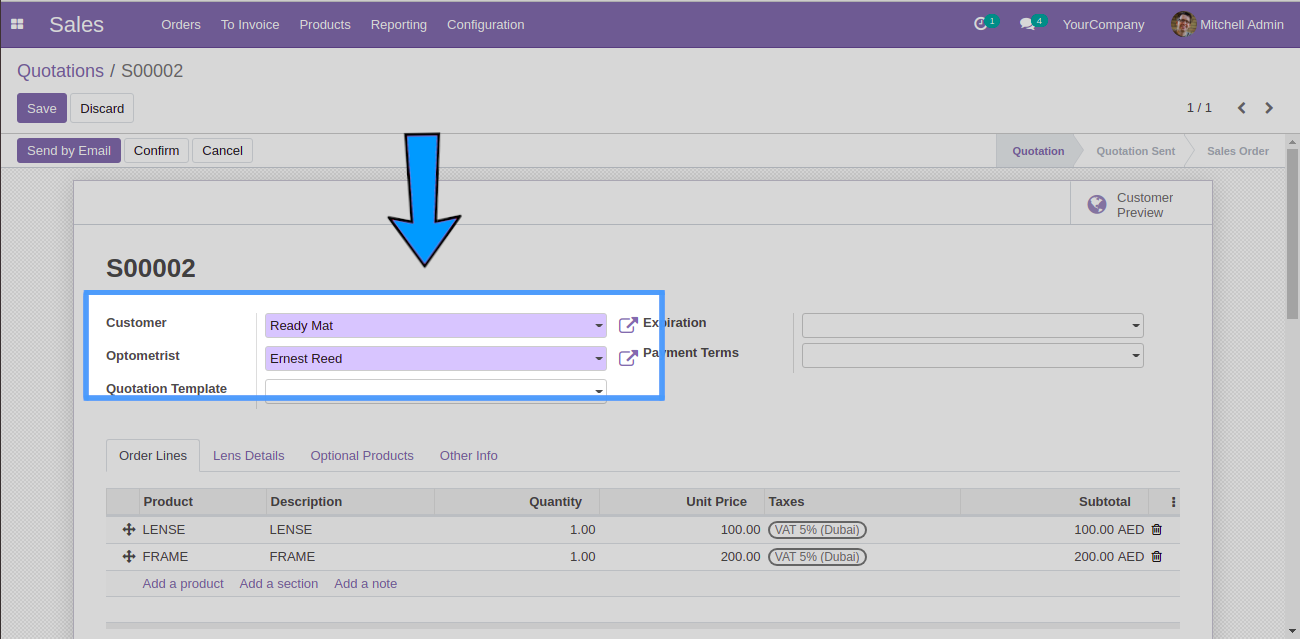 Sales Orders To Invoice Products Reporting Configuration 1 4 YourCompany Mitchell Admin
Quotations / S00002
Save Discard 1 / 1
Send by Email Confirm Cancel Quotation Quotation Sent Sales Order
Customer
Preview
S00002
Customer Ready Mat Expiration
Optometrist Ernest Reed Payment Terms
Quotation Template
Order Lines Lens Details Optional Products Other Info
Product Description Quantity Unit Price Taxes Subtotal
LENSE LENSE 1.00 100.00 VAT 5% (Dubai) 100.00 AED
FRAME FRAME 1.00 200.00 VAT 5% (Dubai) 200.00 AED
Add a product Add a section Add a note